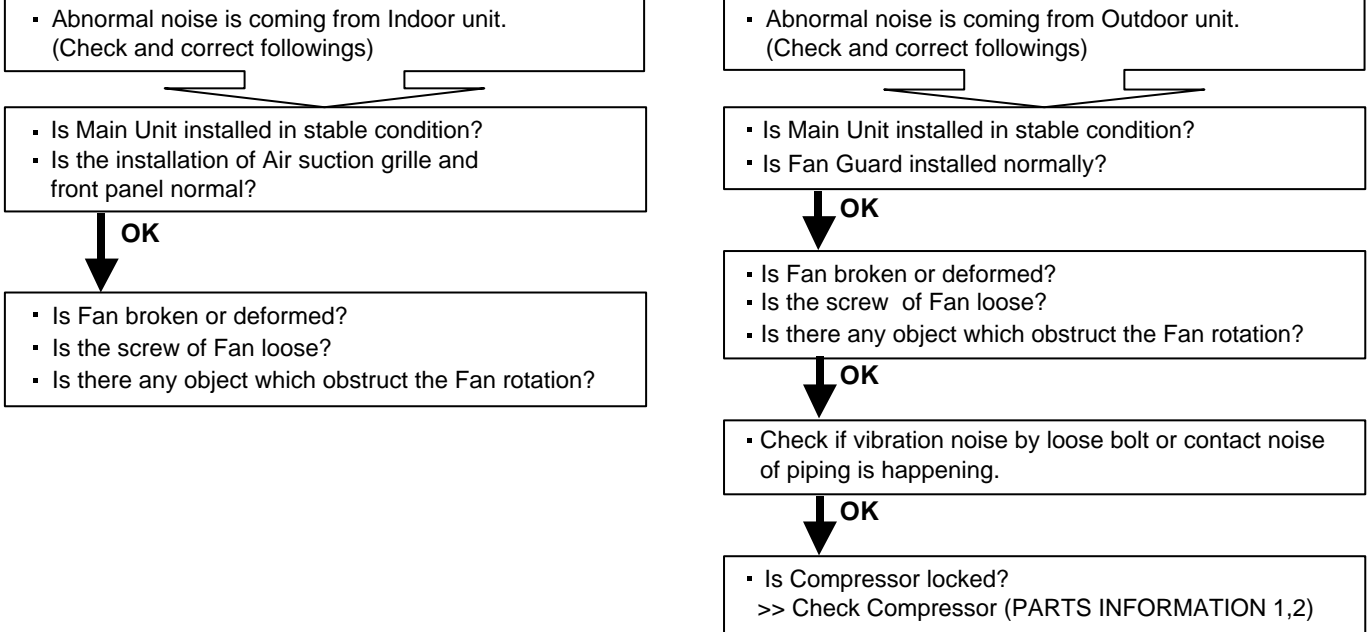 ▪ Abnormal noise is coming from Indoor unit.
(Check and correct followings)
▪ Is Main Unit installed in stable condition?
▪ Is the installation of Air suction grille and
front panel normal?
OK
▪ Is Fan broken or deformed?
▪ Is the screw of Fan loose?
▪ Is there any object which obstruct the Fan rotation?
▪ Abnormal noise is coming from Outdoor unit.
(Check and correct followings)
▪ Is Main Unit installed in stable condition?
▪ Is Fan Guard installed normally?
OK
▪ Is Fan broken or deformed?
▪ Is the screw of Fan loose?
▪ Is there any object which obstruct the Fan rotation?
OK
▪ Check if vibration noise by loose bolt or contact noise
of piping is happening.
OK
▪ Is Compressor locked?
>> Check Compressor (PARTS INFORMATION 1,2)